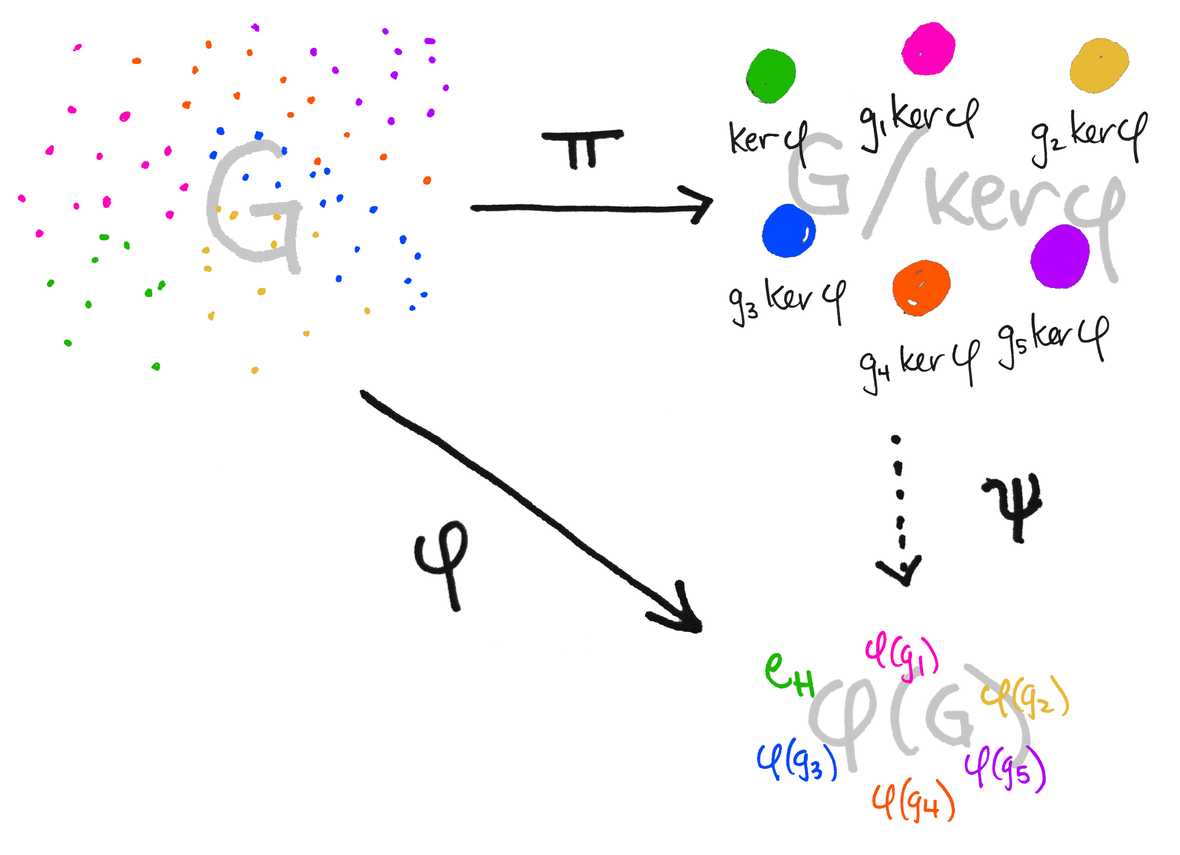 G
π
ker φ
g₁ ker φ
g₂ ker φ
G/ker φ
g₃ ker φ
g₄ ker φ
g₅ ker φ
φ
ψ
e_H
φ(g₁)
φ(g₂)
φ(G)
φ(g₃)
φ(g₄)
φ(g₅)